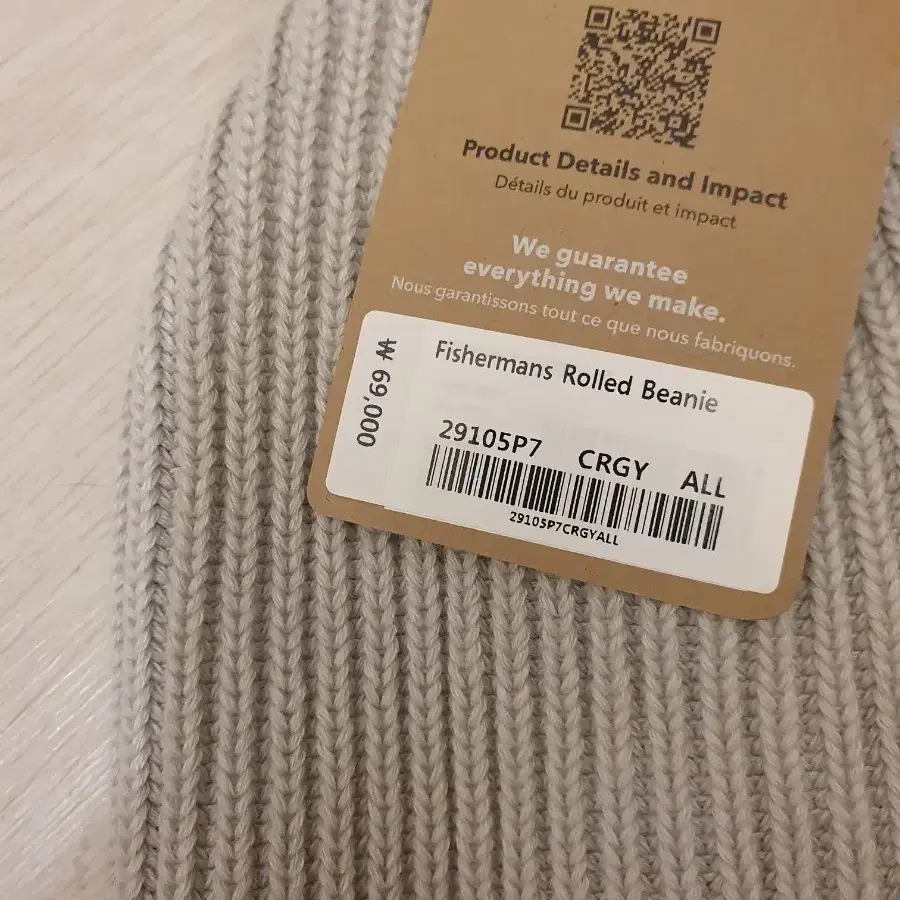 Product Details and Impact
Détails du produit et impact
We guarantee
everything we make.
Nous garantissons tout ce que nous fabriquons.
₩ 69,000
Fishermans Rolled Beanie
29105P7 CRGY ALL
29105P7CRGYALL